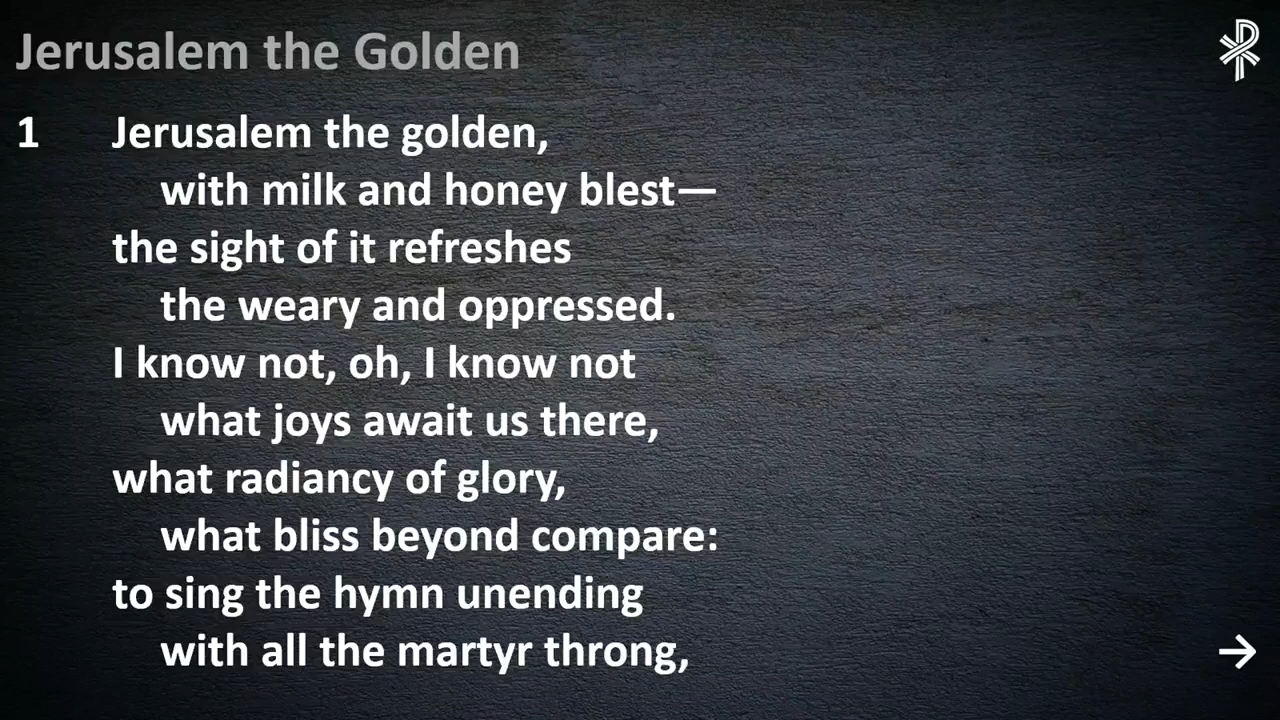 Jerusalem the Golden
1 Jerusalem the golden,
with milk and honey blest—
the sight of it refreshes
the weary and oppressed.
I know not, oh, I know not
what joys await us there,
what radiancy of glory,
what bliss beyond compare:
to sing the hymn unending
with all the martyr throng,